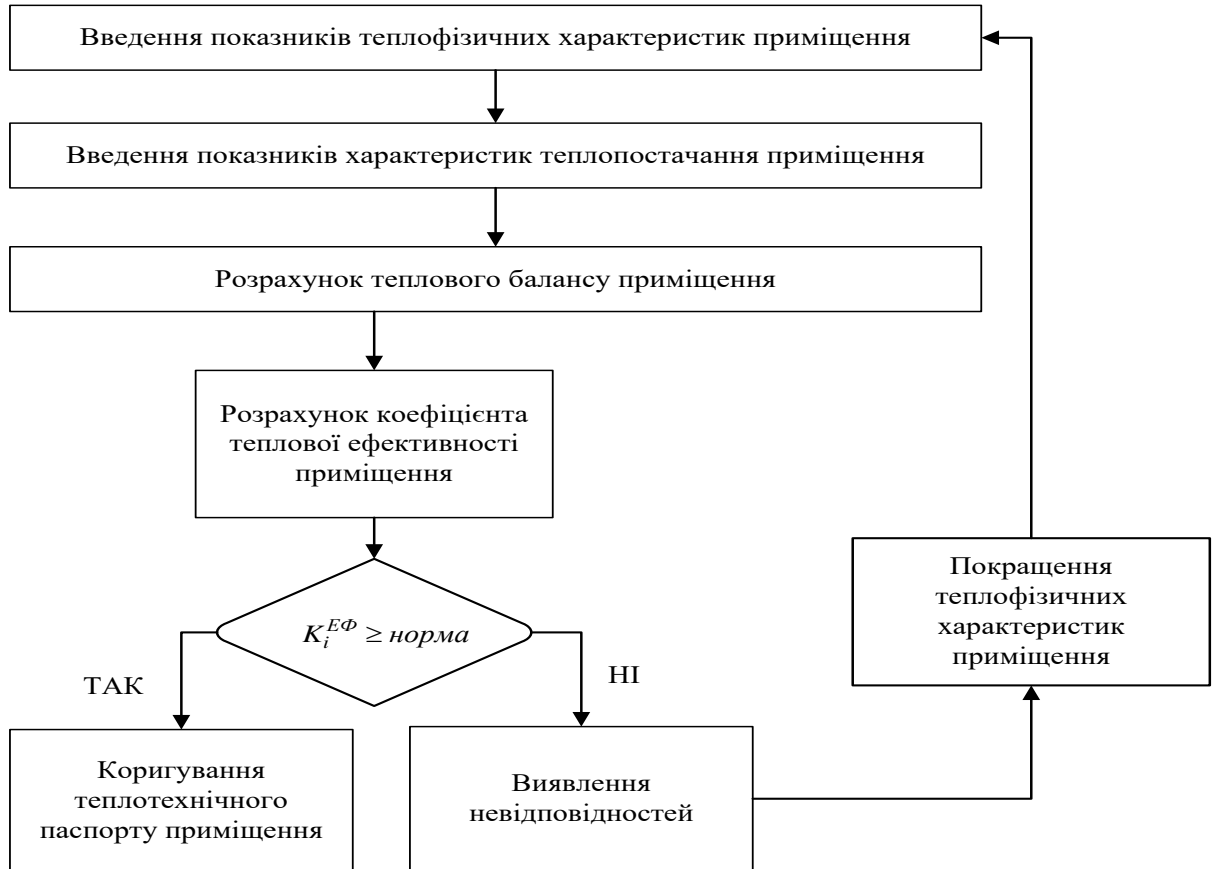 Введення показників теплофізичних характеристик приміщення
Введення показників характеристик теплопостачання приміщення
Розрахунок теплового балансу приміщення
Розрахунок коефіцієнта
теплової ефективності
приміщення
K_i^{ЕФ} ≥ норма
ТАК
НІ
Коригування
теплотехнічного
паспорту приміщення
Виявлення
невідповідностей
Покращення
теплофізичних
характеристик
приміщення